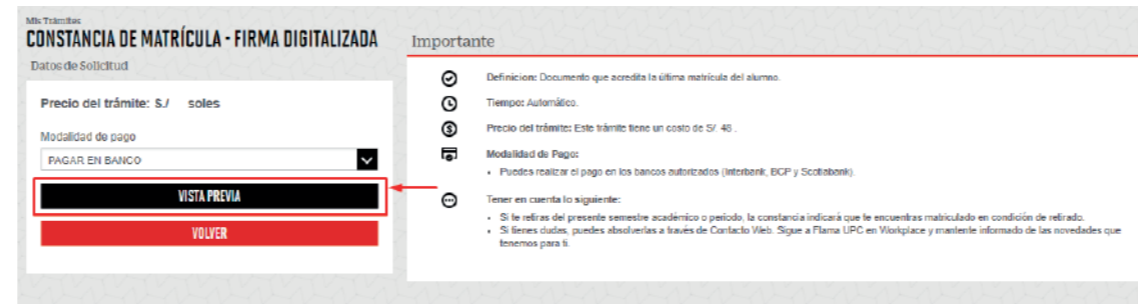 Mis Trámites
CONSTANCIA DE MATRÍCULA - FIRMA DIGITALIZADA
Datos de Solicitud
Precio del trámite: S./ soles
Modalidad de pago
PAGAR EN BANCO
VISTA PREVIA
VOLVER
Importante
Definicion: Documento que acredita la última matrícula del alumno.
Tiempo: Automático.
Precio del trámite: Este trámite tiene un costo de S/. 48 .
Modalidad de Pago:
• Puedes realizar el pago en los bancos autorizados (Interbank, BCP y Scotiabank).
Tener en cuenta lo siguiente:
• Si te retiras del presente semestre académico o periodo, la constancia indicará que te encuentras matriculado en condición de retirado.
• Si tienes dudas, puedes absolverlas a través de Contacto Web. Sigue a Flama UPC en Workplace y mantente informado de las novedades que
tenemos para ti.